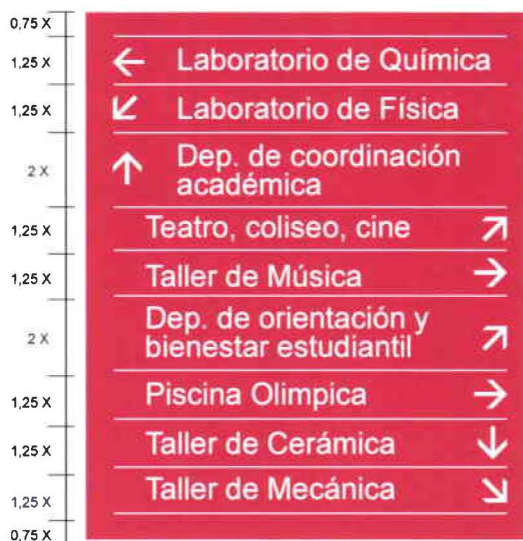 0,75 X
1,25 X
← Laboratorio de Química
1,25 X
↙ Laboratorio de Física
2 X
↑ Dep. de coordinación
académica
1,25 X
Teatro, coliseo, cine ↗
1,25 X
Taller de Música →
2 X
Dep. de orientación y
bienestar estudiantil ↗
1,25 X
Piscina Olimpica →
1,25 X
Taller de Cerámica ↓
1,25 X
Taller de Mecánica ↘
0,75 X